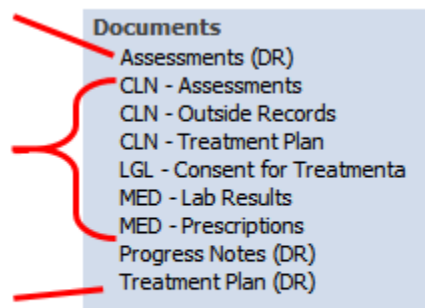 Documents
Assessments (DR)
CLN - Assessments
CLN - Outside Records
CLN - Treatment Plan
LGL - Consent for Treatmenta
MED - Lab Results
MED - Prescriptions
Progress Notes (DR)
Treatment Plan (DR)